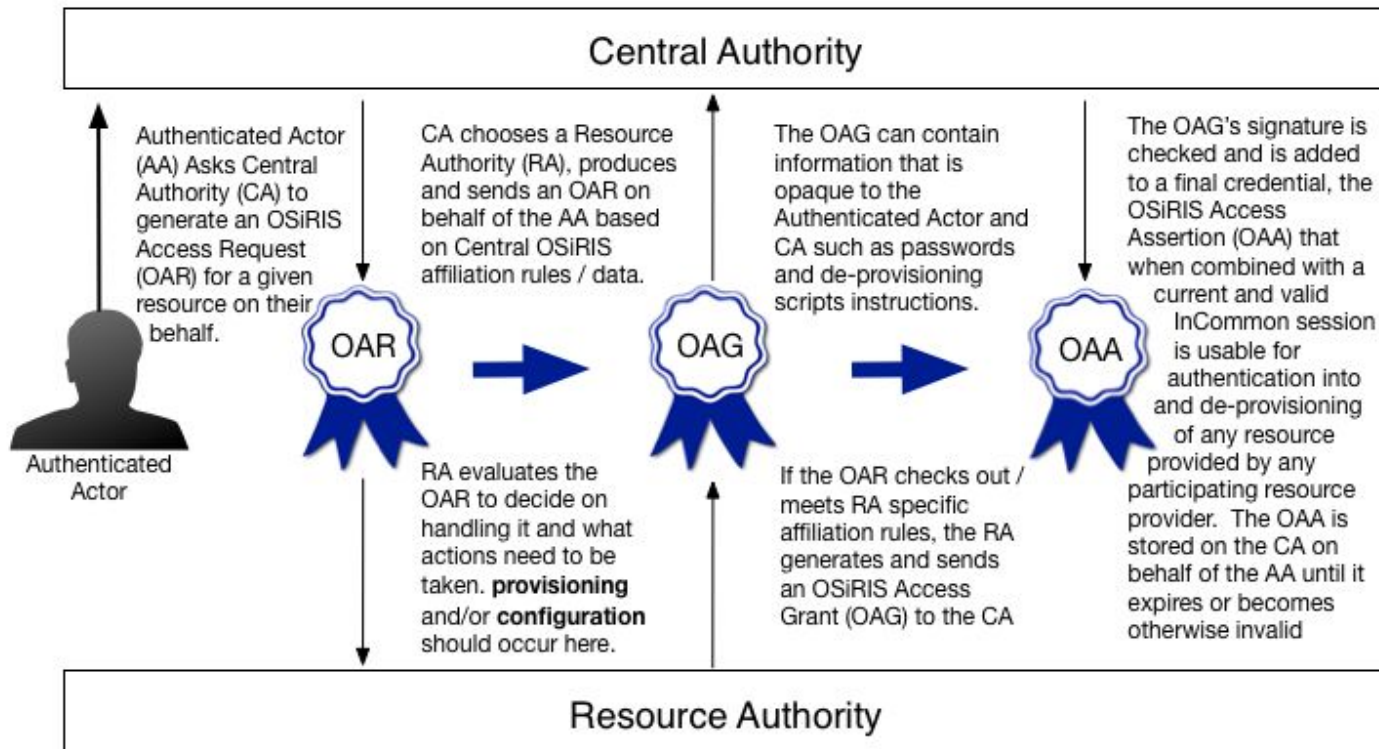 Central Authority
Authenticated Actor
(AA) Asks Central
Authority (CA) to
generate an OSiRIS
Access Request
(OAR) for a given
resource on their
behalf.
CA chooses a Resource
Authority (RA), produces
and sends an OAR on
behalf of the AA based
on Central OSiRIS
affiliation rules / data.
The OAG can contain
information that is
opaque to the
Authenticated Actor and
CA such as passwords
and de-provisioning
scripts instructions.
The OAG's signature is
checked and is added
to a final credential, the
OSiRIS Access
Assertion (OAA) that
when combined with a
current and valid
InCommon session
is usable for
authentication into
and de-provisioning
of any resource
provided by any
participating resource
provider. The OAA is
stored on the CA on
behalf of the AA until it
expires or becomes
otherwise invalid
OAR
OAG
OAA
Authenticated
Actor
RA evaluates the
OAR to decide on
handling it and what
actions need to be
taken. provisioning
and/or configuration
should occur here.
If the OAR checks out /
meets RA specific
affiliation rules, the RA
generates and sends
an OSiRIS Access
Grant (OAG) to the CA
Resource Authority